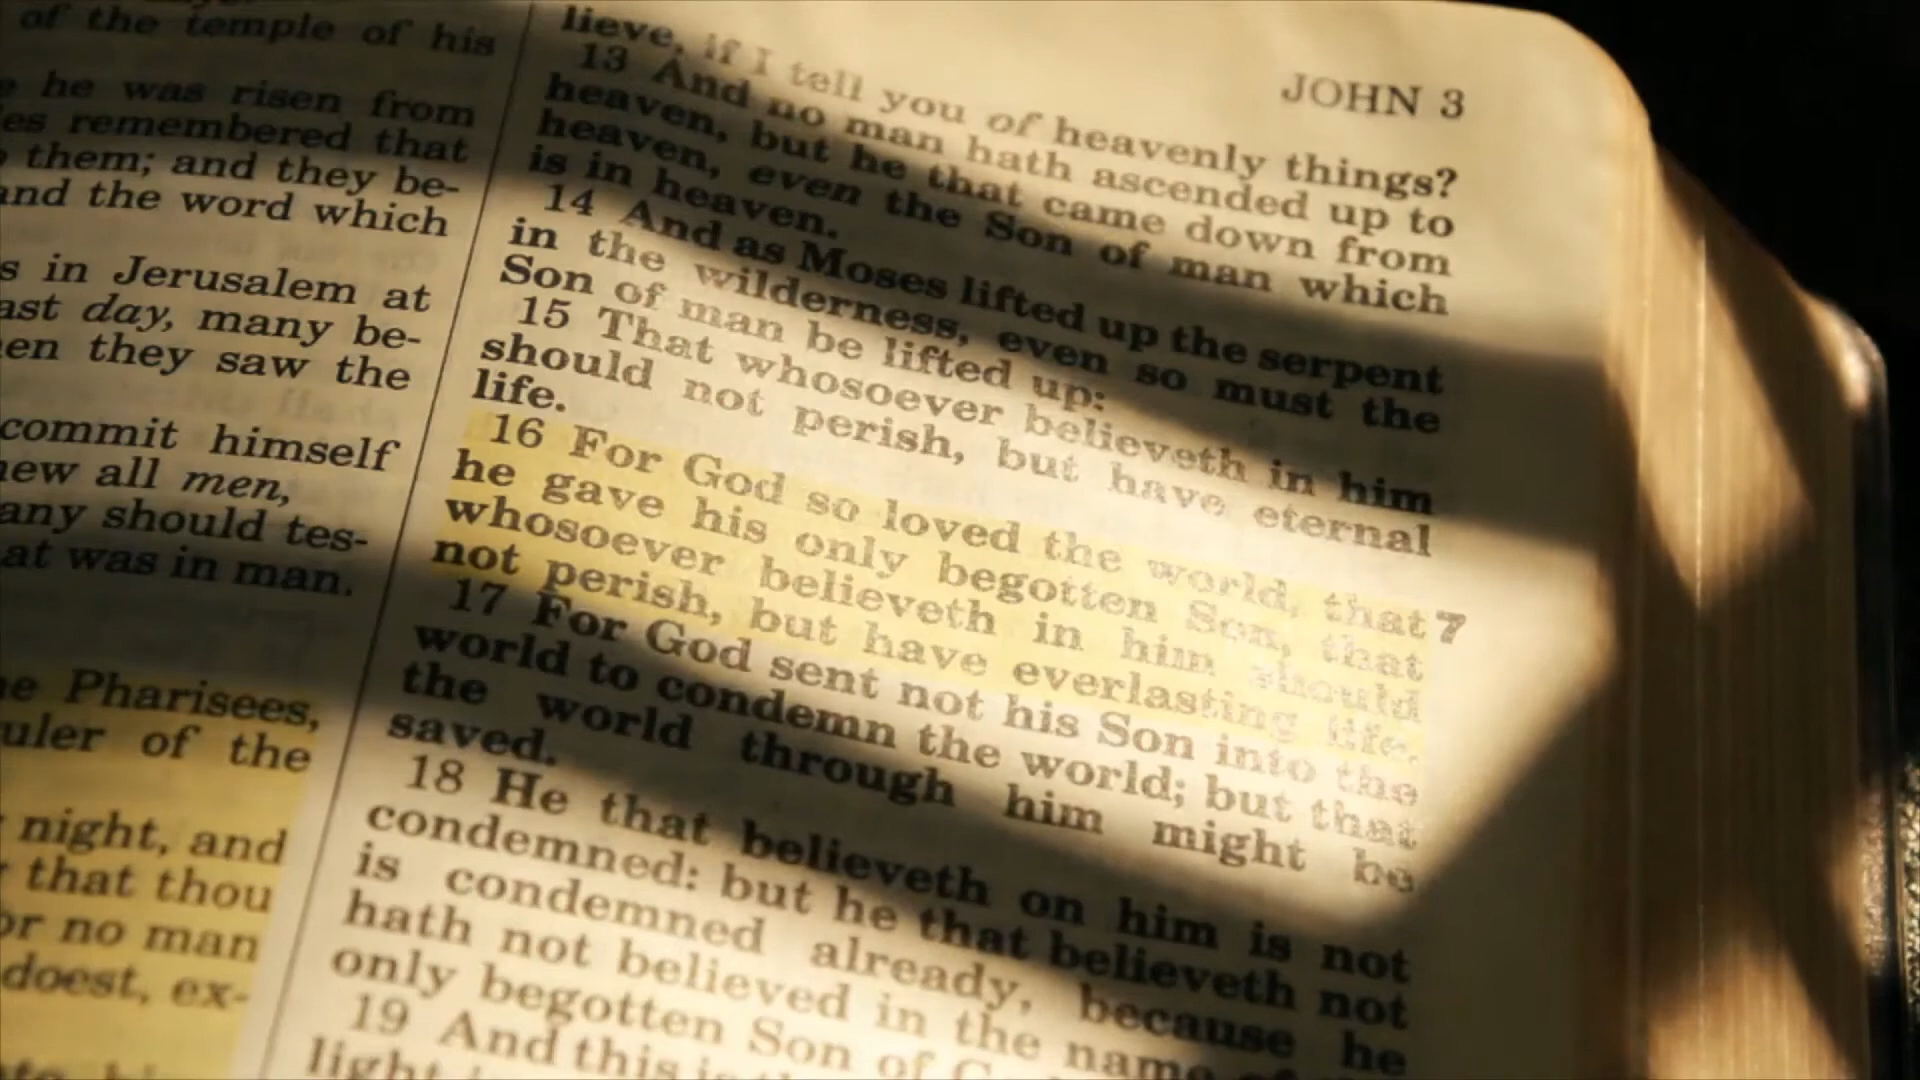 of the temple of his
he was risen from
es remembered that
them; and they be-
and the word which
s in Jerusalem at
ast day, many be-
en they saw the
commit himself
new all men,
any should tes-
at was in man.
he Pharisees,
uler of the
night, and
that thou
or no man
doest, ex-
JOHN 3
lieve, if I tell you of heavenly things?
13 And no man hath ascended up to
heaven, but he that came down from
heaven, even the Son of man which
is in heaven.
14 And as Moses lifted up the serpent
in the wilderness, even so must the
Son of man be lifted up:
15 That whosoever believeth in him
should not perish, but have eternal
life.
16 For God so loved the world, that 7
he gave his only begotten Son, that
whosoever believeth in him should
not perish, but have everlasting life.
17 For God sent not his Son into the
world to condemn the world; but that
the world through him might be
saved.
18 He that believeth on him is not
condemned: but he that believeth not
is condemned already, because he
hath not believed in the name of
only begotten Son of
19 And this is
light